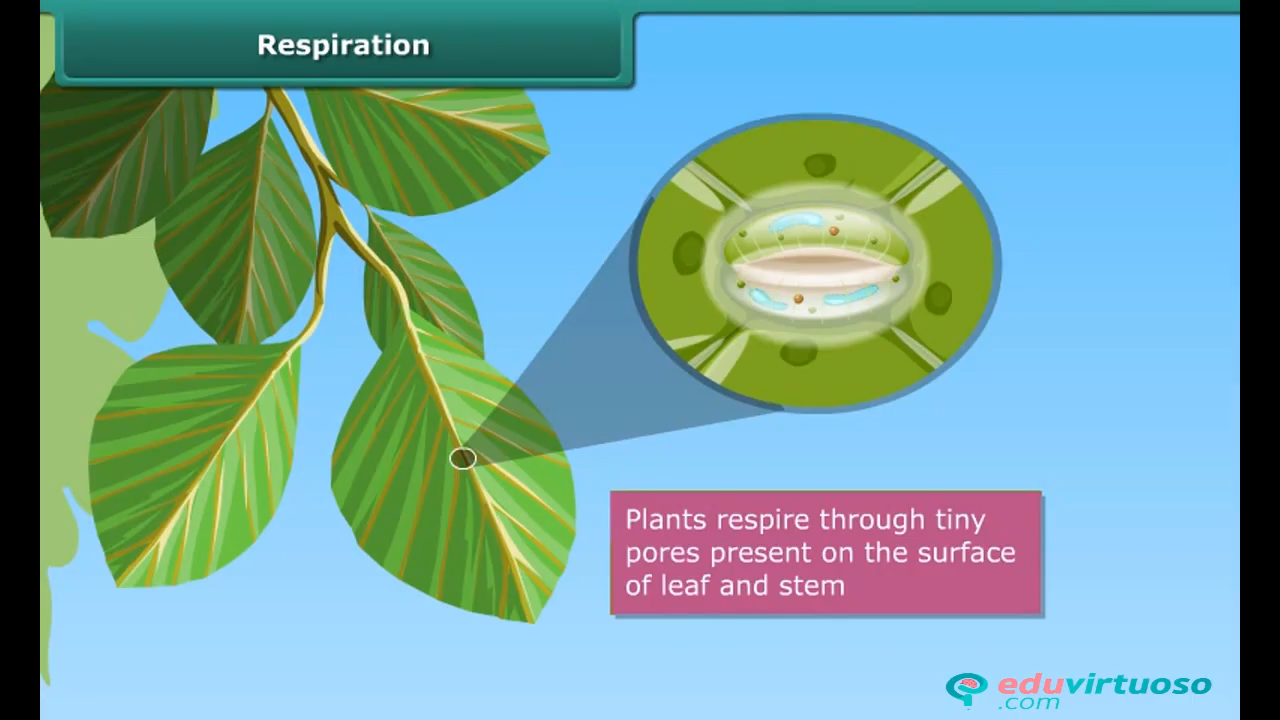 Respiration
Plants respire through tiny
pores present on the surface
of leaf and stem
eduvirtuoso
.com